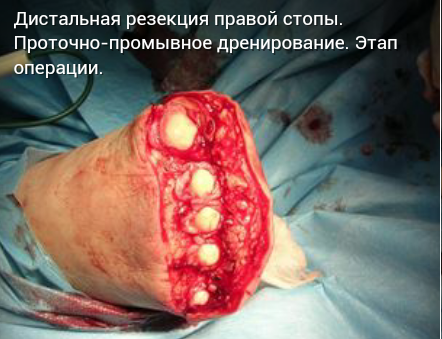 Дистальная резекция правой стопы.
Проточно-промывное дренирование. Этап
операции.